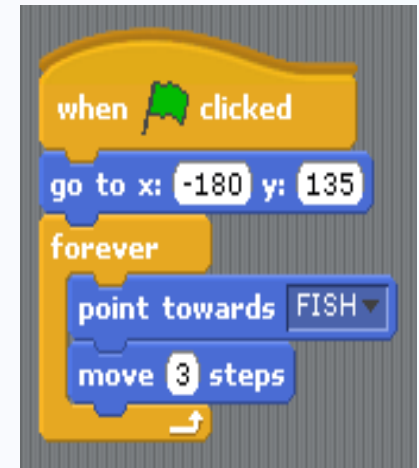 when clicked
go to x: -180 y: 135
forever
point towards FISH
move 3 steps